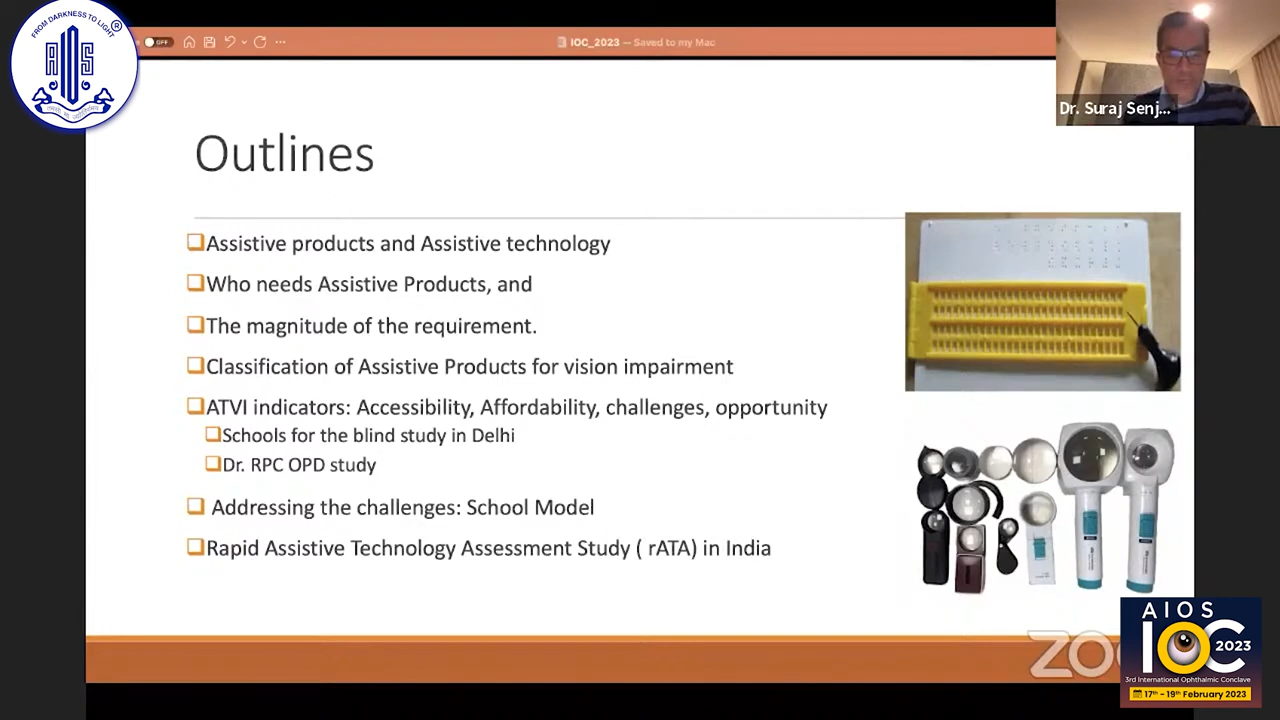 FROM DARKNESS TO LIGHT
®
AIOS
OFF
IOC_2023 — Saved to my Mac
Dr. Suraj Senj...
Outlines
Assistive products and Assistive technology
Who needs Assistive Products, and
The magnitude of the requirement.
Classification of Assistive Products for vision impairment
ATVI indicators: Accessibility, Affordability, challenges, opportunity
Schools for the blind study in Delhi
Dr. RPC OPD study
Addressing the challenges: School Model
Rapid Assistive Technology Assessment Study ( rATA) in India
AIOS
IOC 2023
3rd International Ophthalmic Conclave
17th - 19th February 2023